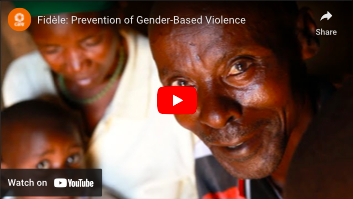 Fidèle: Prevention of Gender-Based Violence
Share
Watch on YouTube